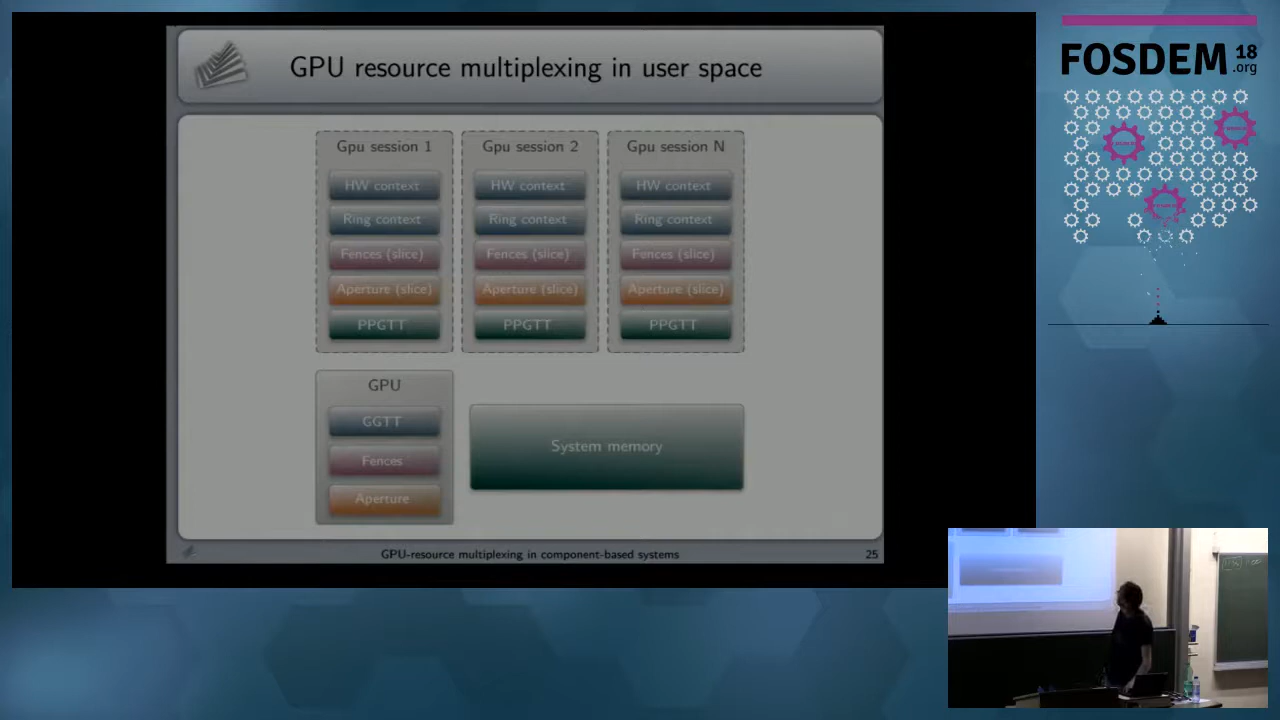 GPU resource multiplexing in user space
Gpu session 1
HW context
Ring context
Fences (slice)
Aperture (slice)
PPGTT
Gpu session 2
HW context
Ring context
Fences (slice)
Aperture (slice)
PPGTT
Gpu session N
HW context
Ring context
Fences (slice)
Aperture (slice)
PPGTT
GPU
GGTT
Fences
Aperture
System memory
GPU-resource multiplexing in component-based systems
25
FOSDEM 18
.org